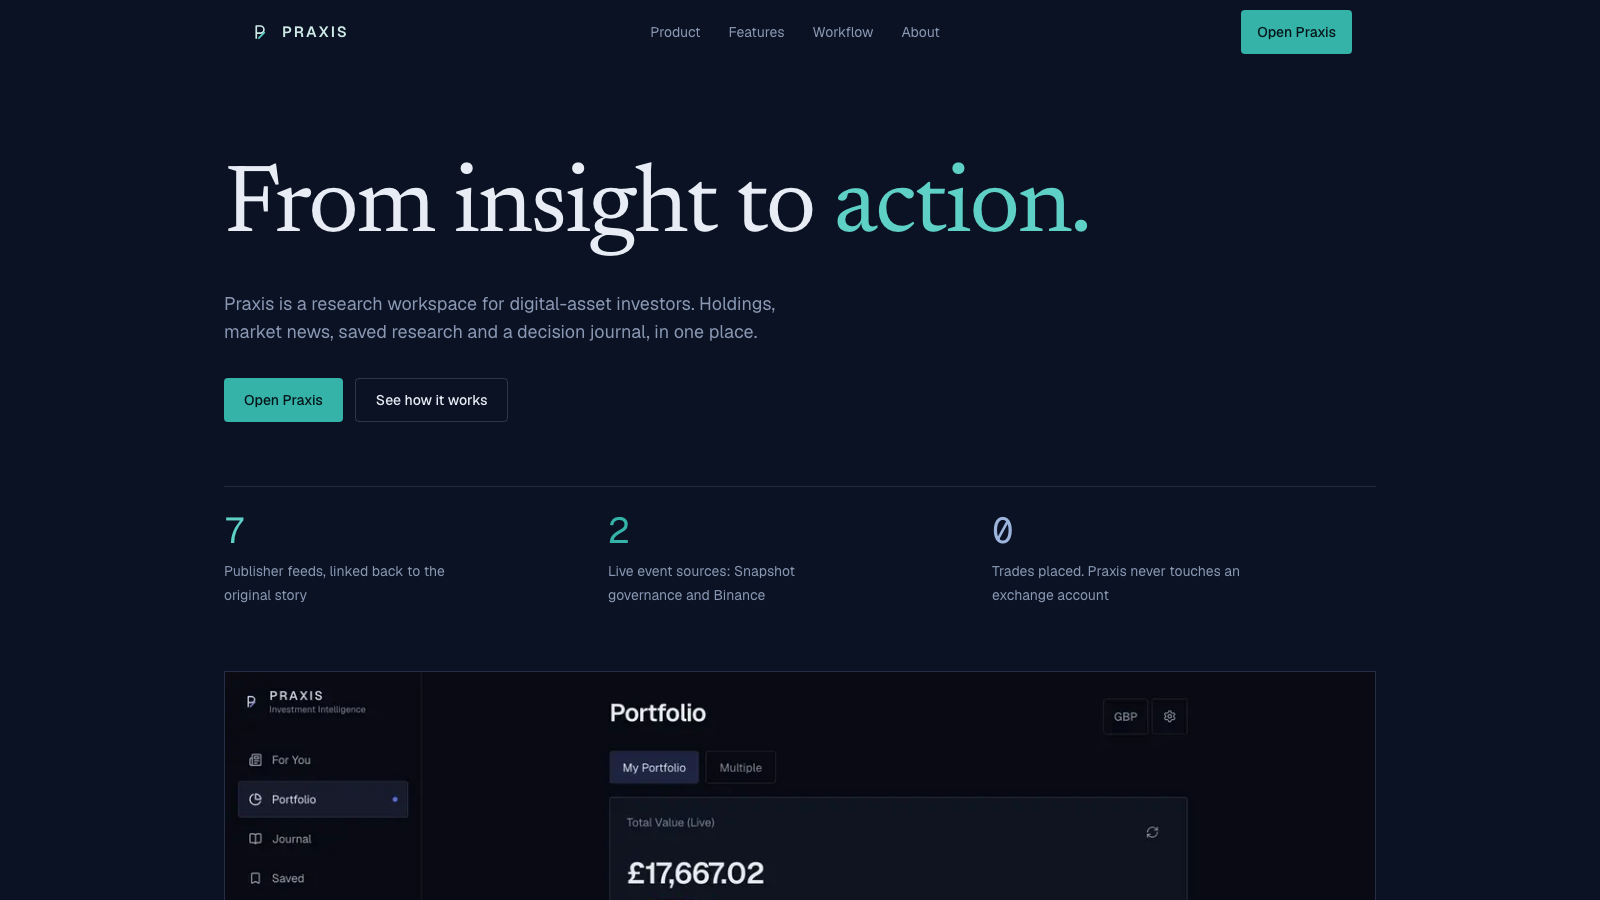 PRAXIS
Product
Features
Workflow
About
Open Praxis
From insight to action.
Praxis is a research workspace for digital-asset investors. Holdings,
market news, saved research and a decision journal, in one place.
Open Praxis
See how it works
7
Publisher feeds, linked back to the
original story
2
Live event sources: Snapshot
governance and Binance
0
Trades placed. Praxis never touches an
exchange account
PRAXIS
Investment Intelligence
For You
Portfolio
Journal
Saved
Portfolio
GBP
My Portfolio
Multiple
Total Value (Live)
£17,667.02